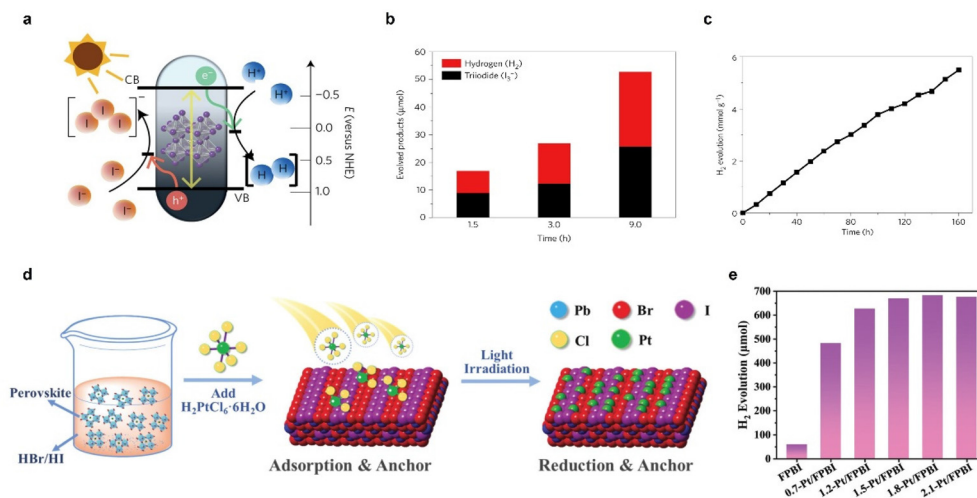 a
CB
e⁻
H⁺
H⁺
I
I
I
−
H
H
I⁻
I⁻
I⁻
h⁺
VB
−0.5
0.0
0.5
1.0
E (versus NHE)
b
Hydrogen (H₂)
Triiodide (I₃⁻)
Evolved products (μmol)
60
50
40
30
20
10
0
1.5
3.0
9.0
Time (h)
c
H₂ evolution (mmol g⁻¹)
6
4
2
0
0
40
80
120
160
Time (h)
d
Perovskite
HBr/HI
Add
H₂PtCl₆·6H₂O
Adsorption & Anchor
Pb
Br
I
Cl
Pt
Light
Irradiation
Reduction & Anchor
e
H₂ Evolution (μmol)
700
600
500
400
300
200
100
0
FPBI
0.7-Pt/FPBI
1.2-Pt/FPBI
1.5-Pt/FPBI
1.8-Pt/FPBI
2.1-Pt/FPBI